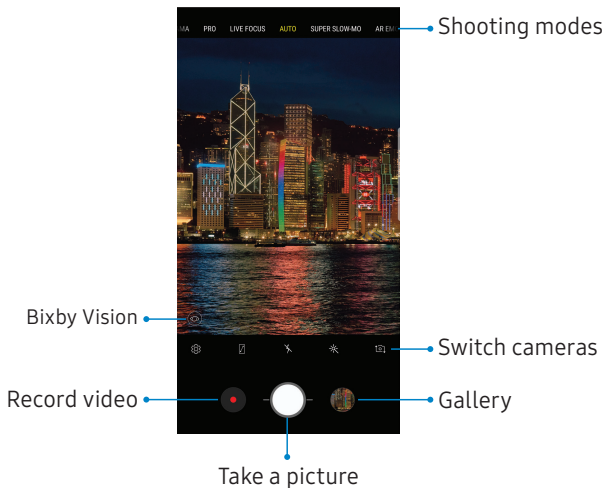 MA PRO LIVE FOCUS AUTO SUPER SLOW-MO AR EM
Shooting modes
Bixby Vision
Switch cameras
Record video
Gallery
Take a picture